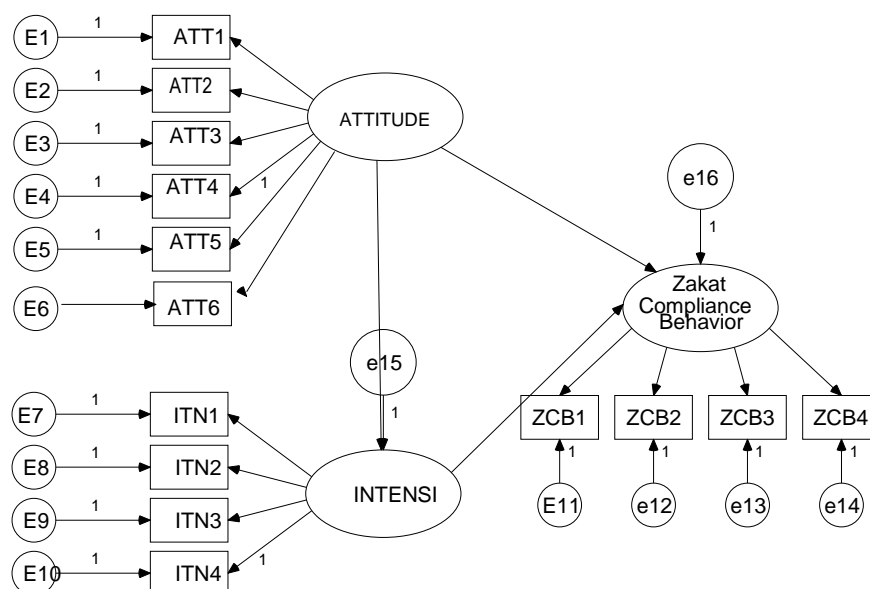 E1 1 ATT1
E2 1 ATT2
E3 1 ATT3
E4 1 ATT4 1
E5 1 ATT5
E6 ATT6
ATTITUDE
e16
1
Zakat
Compliance
Behavior
e15
1
E7 1 ITN1
E8 1 ITN2
E9 1 ITN3
E10 1 ITN4 1
INTENSI
ZCB1 ZCB2 ZCB3 ZCB4
1 1 1 1
E11 e12 e13 e14